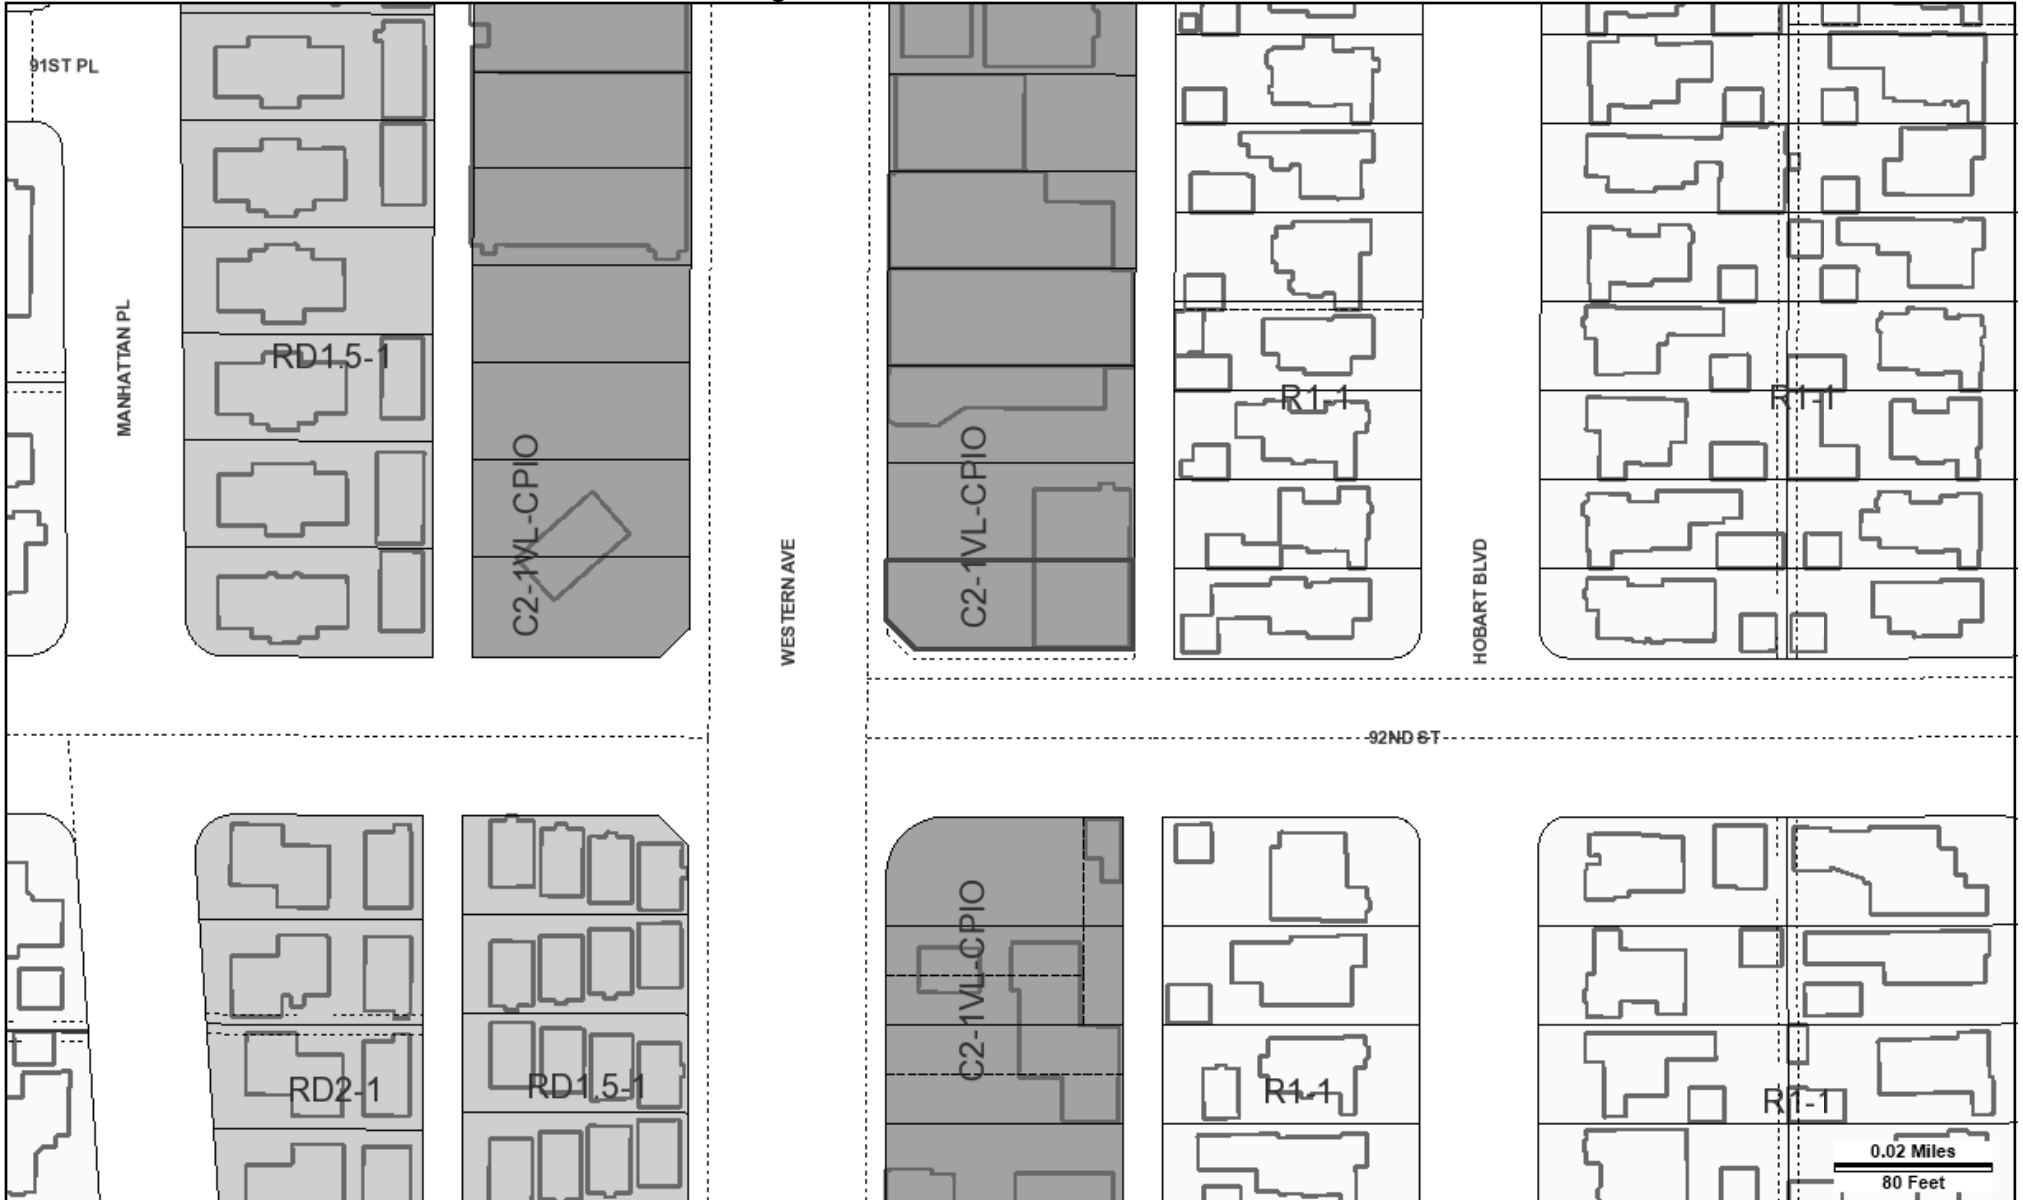 91ST PL
MANHATTAN PL
RD1.5-1
C2-1VL-CPIO
WESTERN AVE
C2-1VL-CPIO
R1-1
HOBART BLVD
R1-1
92ND ST
RD2-1
RD1.5-1
C2-1VL-CPIO
R1-1
R1-1
0.02 Miles
80 Feet